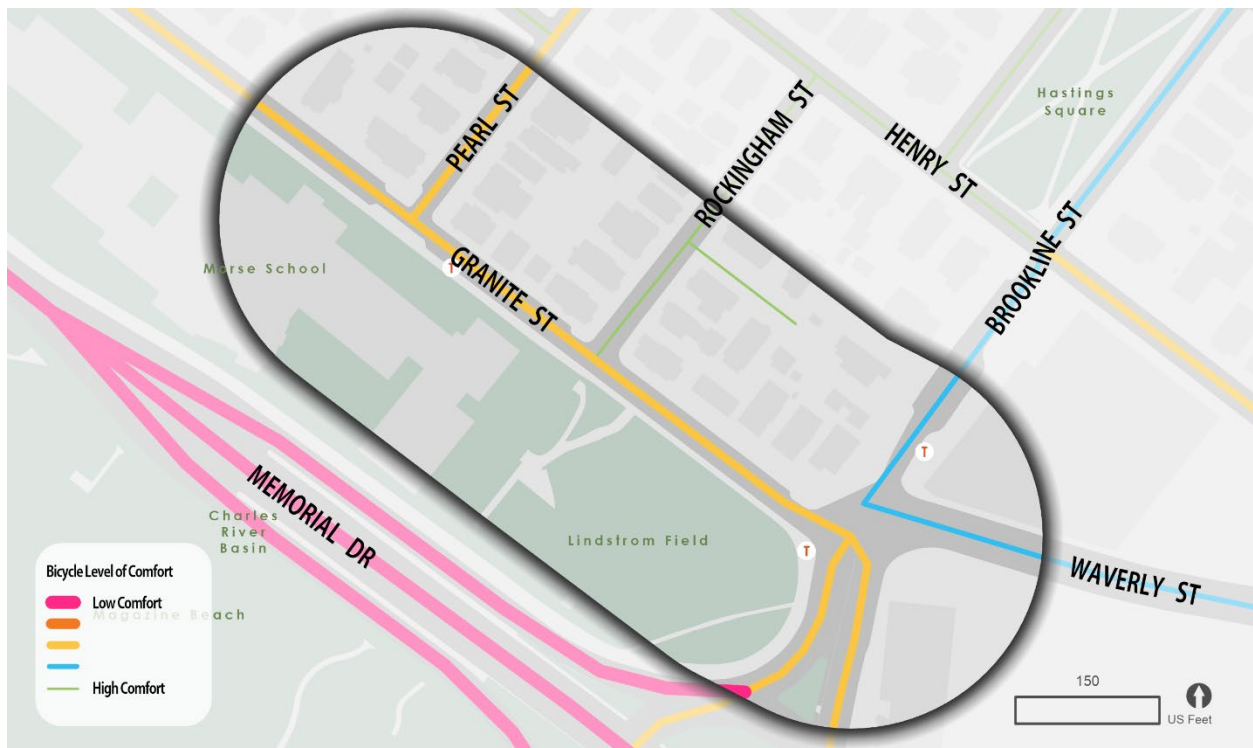 PEARL ST
ROCKINGHAM ST
Hastings
Square
HENRY ST
BROOKLINE ST
Morse School
T
GRANITE ST
T
MEMORIAL DR
Charles
River
Basin
Lindstrom Field
T
WAVERLY ST
Bicycle Level of Comfort
Low Comfort
Magazine Beach
High Comfort
150
US Feet